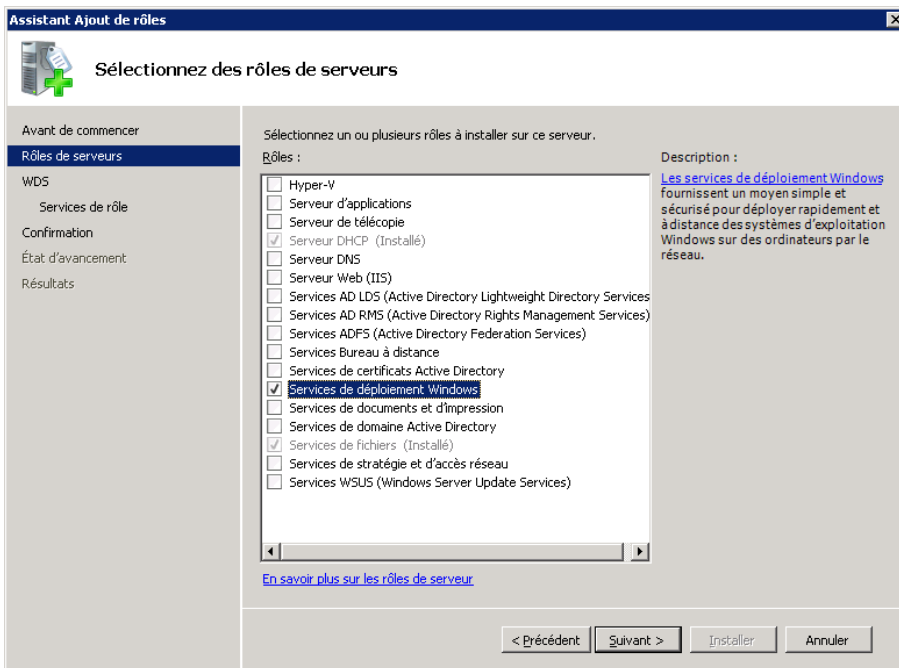 Assistant Ajout de rôles
Sélectionnez des rôles de serveurs
Avant de commencer
Rôles de serveurs
WDS
Services de rôle
Confirmation
État d'avancement
Résultats
Sélectionnez un ou plusieurs rôles à installer sur ce serveur.
Rôles :
Hyper-V
Serveur d'applications
Serveur de télécopie
Serveur DHCP (Installé)
Serveur DNS
Serveur Web (IIS)
Services AD LDS (Active Directory Lightweight Directory Services
Services AD RMS (Active Directory Rights Management Services)
Services ADFS (Active Directory Federation Services)
Services Bureau à distance
Services de certificats Active Directory
Services de déploiement Windows
Services de documents et d'impression
Services de domaine Active Directory
Services de fichiers (Installé)
Services de stratégie et d'accès réseau
Services WSUS (Windows Server Update Services)
En savoir plus sur les rôles de serveur
Description :
Les services de déploiement Windows
fournissent un moyen simple et
sécurisé pour déployer rapidement et
à distance des systèmes d'exploitation
Windows sur des ordinateurs par le
réseau.
< Précédent
Suivant >
Installer
Annuler